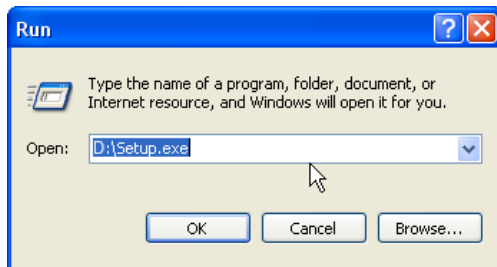 Run
Type the name of a program, folder, document, or
Internet resource, and Windows will open it for you.
Open: D:\Setup.exe
OK Cancel Browse...